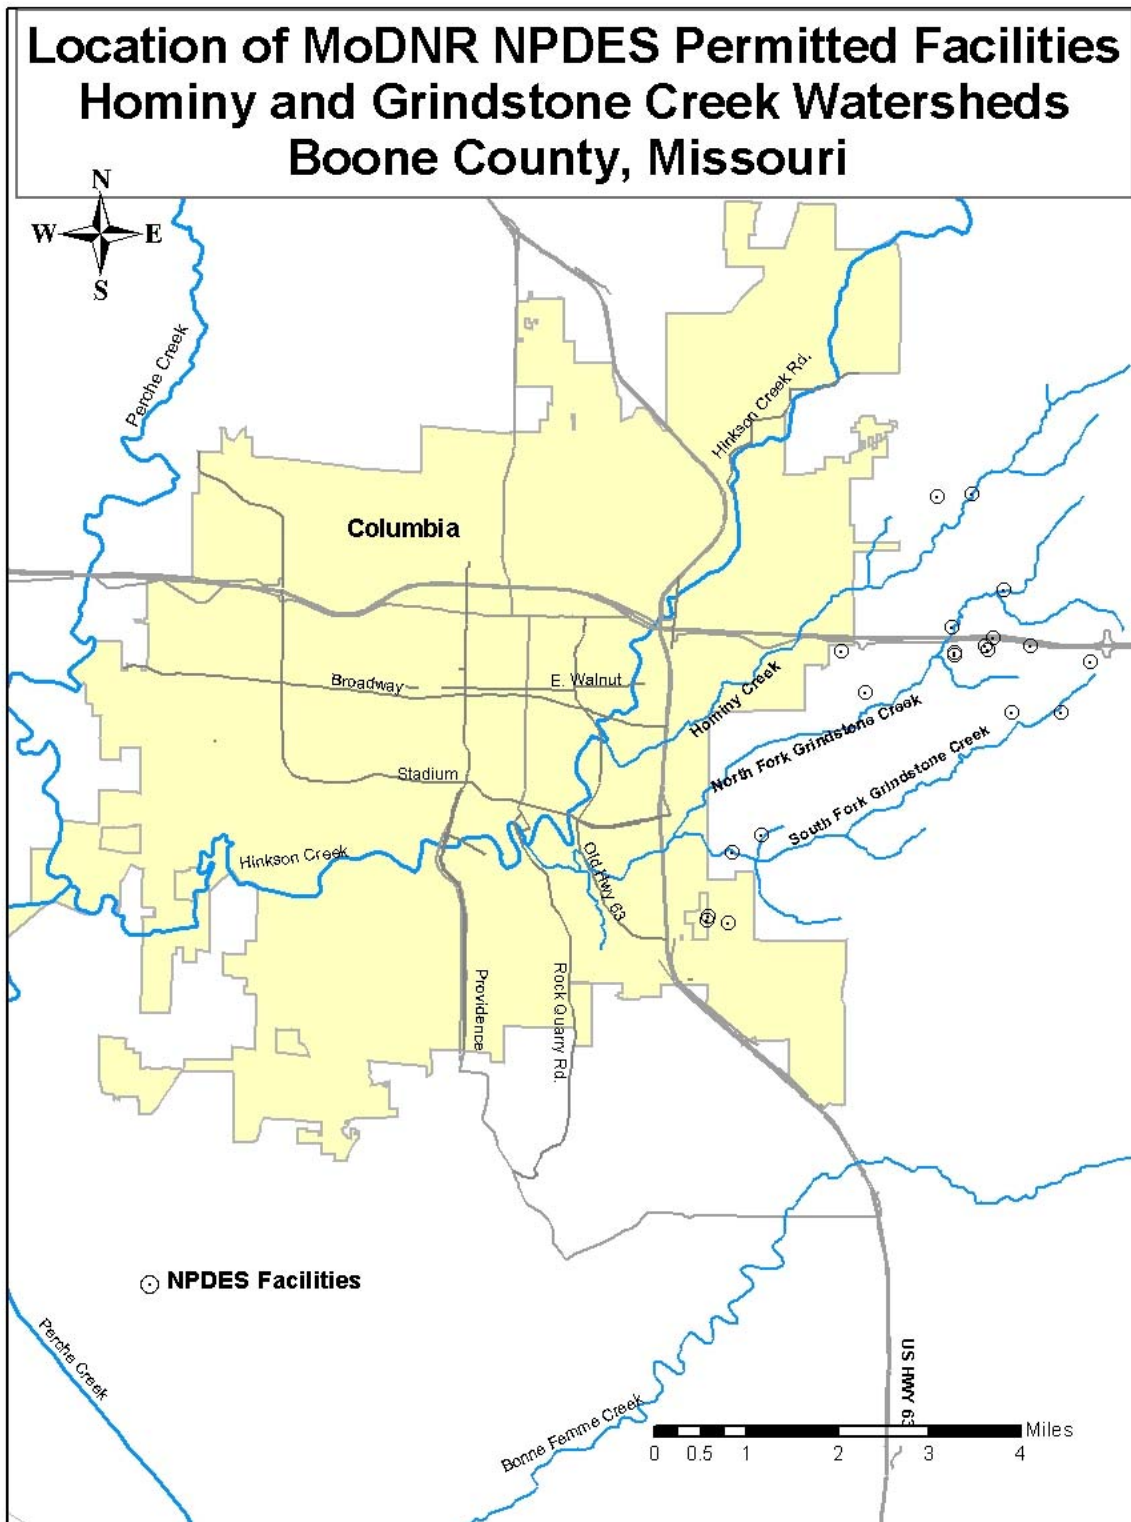 Location of MoDNR NPDES Permitted Facilities
Hominy and Grindstone Creek Watersheds
Boone County, Missouri
N
W E
S
Perche Creek
Hinkson Creek Rd.
Columbia
Broadway
E. Walnut
Hominy Creek
North Fork Grindstone Creek
Stadium
South Fork Grindstone Creek
Hinkson Creek
Old Hwy 63
Providence
Rock Quarry Rd.
NPDES Facilities
Perche Creek
US HWY 63
Bonne Femme Creek
Miles
0 0.5 1 2 3 4